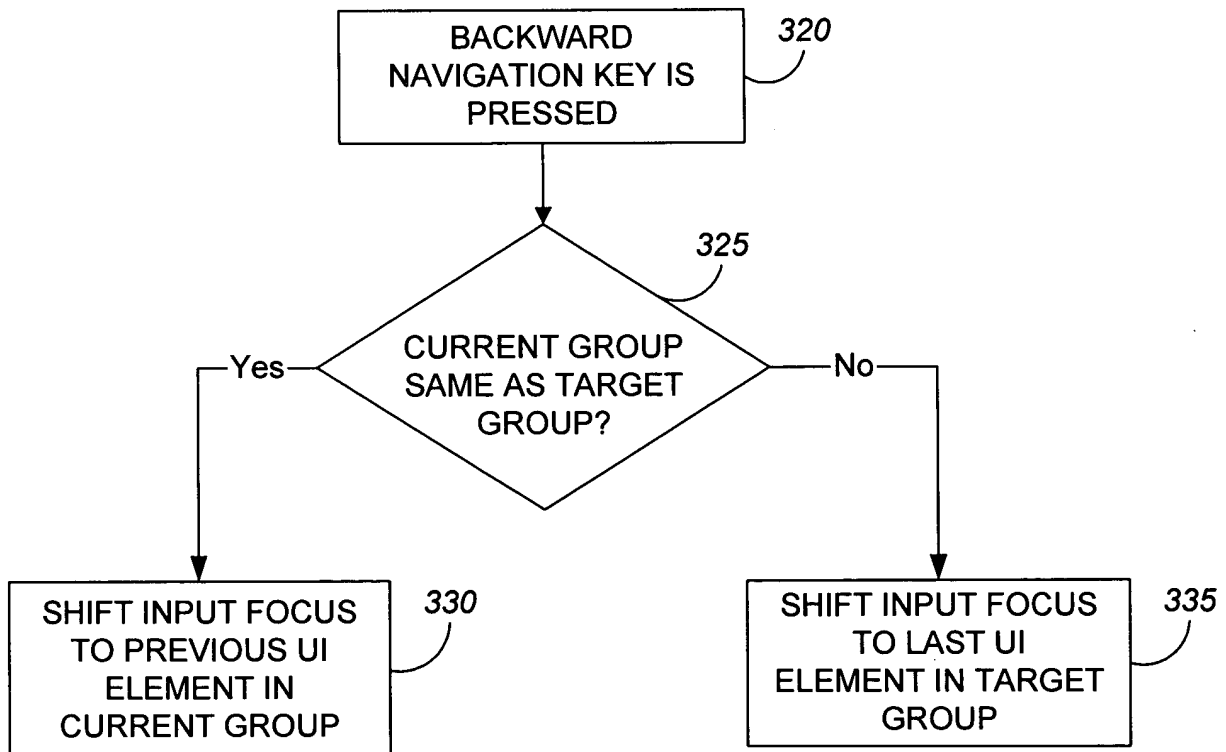 BACKWARD
NAVIGATION KEY IS
PRESSED
320
325
CURRENT GROUP
SAME AS TARGET
GROUP?
Yes
No
SHIFT INPUT FOCUS
TO PREVIOUS UI
ELEMENT IN
CURRENT GROUP
330
SHIFT INPUT FOCUS
TO LAST UI
ELEMENT IN TARGET
GROUP
335